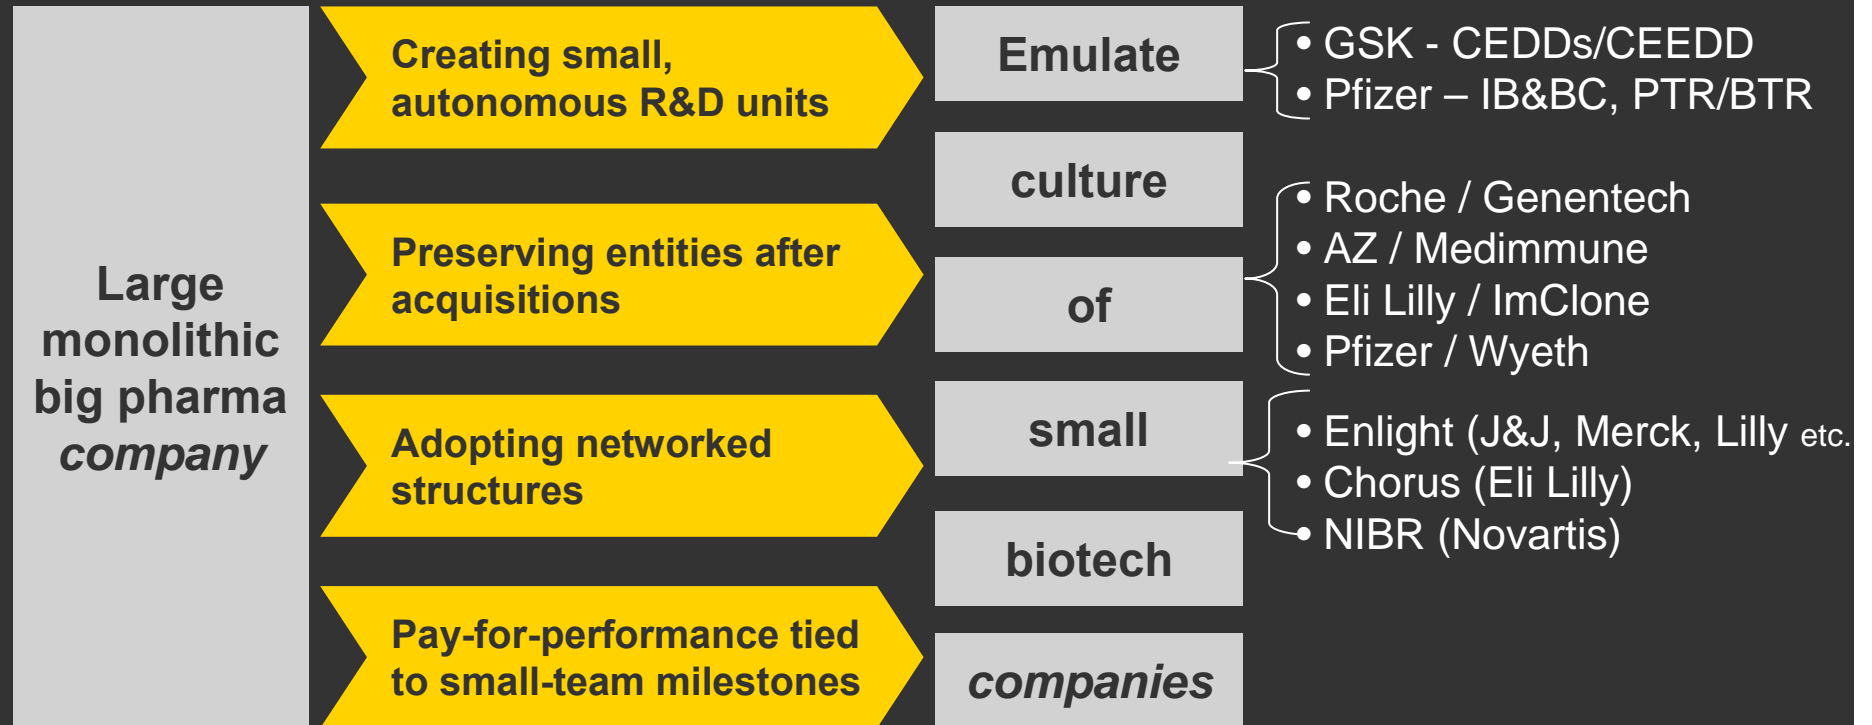 Large
monolithic
big pharma
company
Creating small,
autonomous R&D units
Preserving entities after
acquisitions
Adopting networked
structures
Pay-for-performance tied
to small-team milestones
Emulate
culture
of
small
biotech
companies
• GSK - CEDDs/CEEDD
• Pfizer – IB&BC, PTR/BTR
• Roche / Genentech
• AZ / Medimmune
• Eli Lilly / ImClone
• Pfizer / Wyeth
• Enlight (J&J, Merck, Lilly etc.
• Chorus (Eli Lilly)
• NIBR (Novartis)